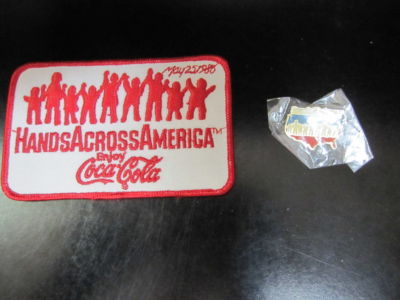 May 25, 1986
HANDSACROSSAMERICA™
Enjoy
Coca-Cola
®